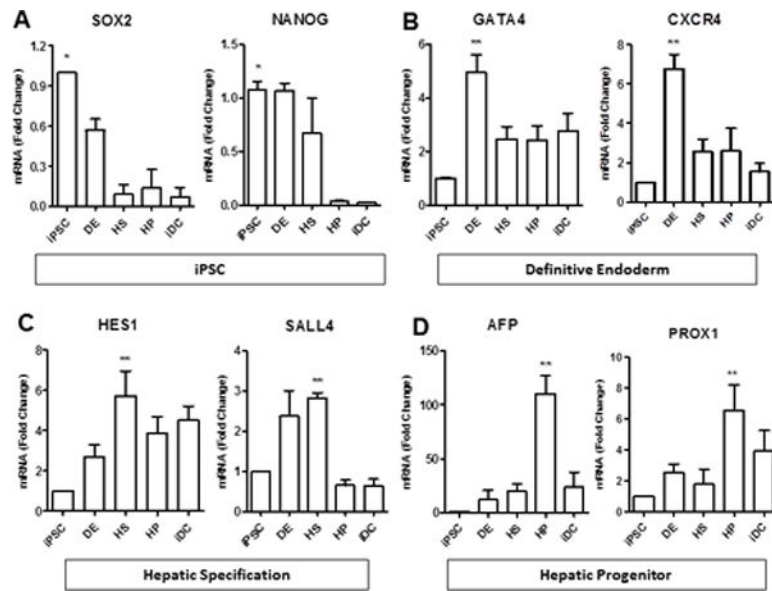 A
SOX2
mRNA (Fold Change)
1.2
0.9
0.6
0.3
0.0
*
iPSC
DE
HS
HP
iDC
NANOG
mRNA (Fold Change)
1.5
1.0
0.5
0.0
*
iPSC
DE
HS
HP
iDC
iPSC
B
GATA4
mRNA (Fold Change)
6
4
2
0
**
iPSC
DE
HS
HP
iDC
CXCR4
mRNA (Fold Change)
8
6
4
2
0
**
iPSC
DE
HS
HP
iDC
Definitive Endoderm
C
HES1
mRNA (Fold Change)
8
6
4
2
0
**
iPSC
DE
HS
HP
iDC
SALL4
mRNA (Fold Change)
4
3
2
1
0
**
iPSC
DE
HS
HP
iDC
Hepatic Specification
D
AFP
mRNA (Fold Change)
150
100
50
25
0
**
iPSC
DE
HS
HP
iDC
PROX1
mRNA (Fold Change)
10
8
6
4
2
0
**
iPSC
DE
HS
HP
iDC
Hepatic Progenitor